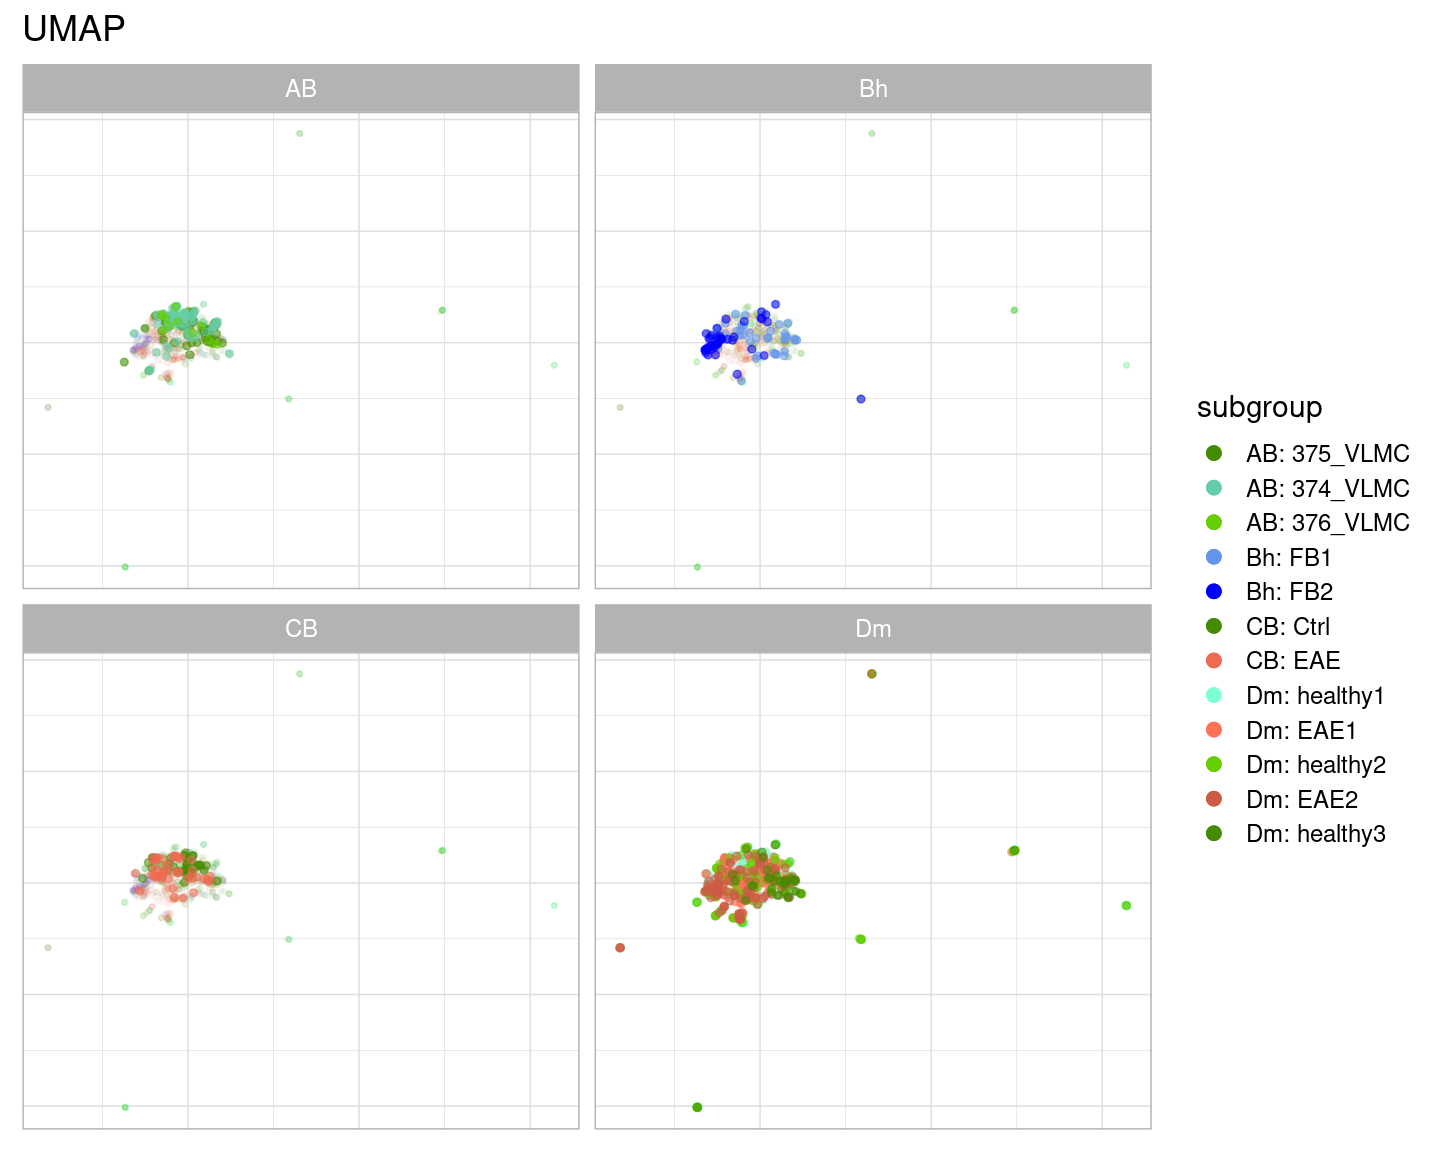 UMAP
AB
Bh
CB
Dm
subgroup
AB: 375_VLMC
AB: 374_VLMC
AB: 376_VLMC
Bh: FB1
Bh: FB2
CB: Ctrl
CB: EAE
Dm: healthy1
Dm: EAE1
Dm: healthy2
Dm: EAE2
Dm: healthy3